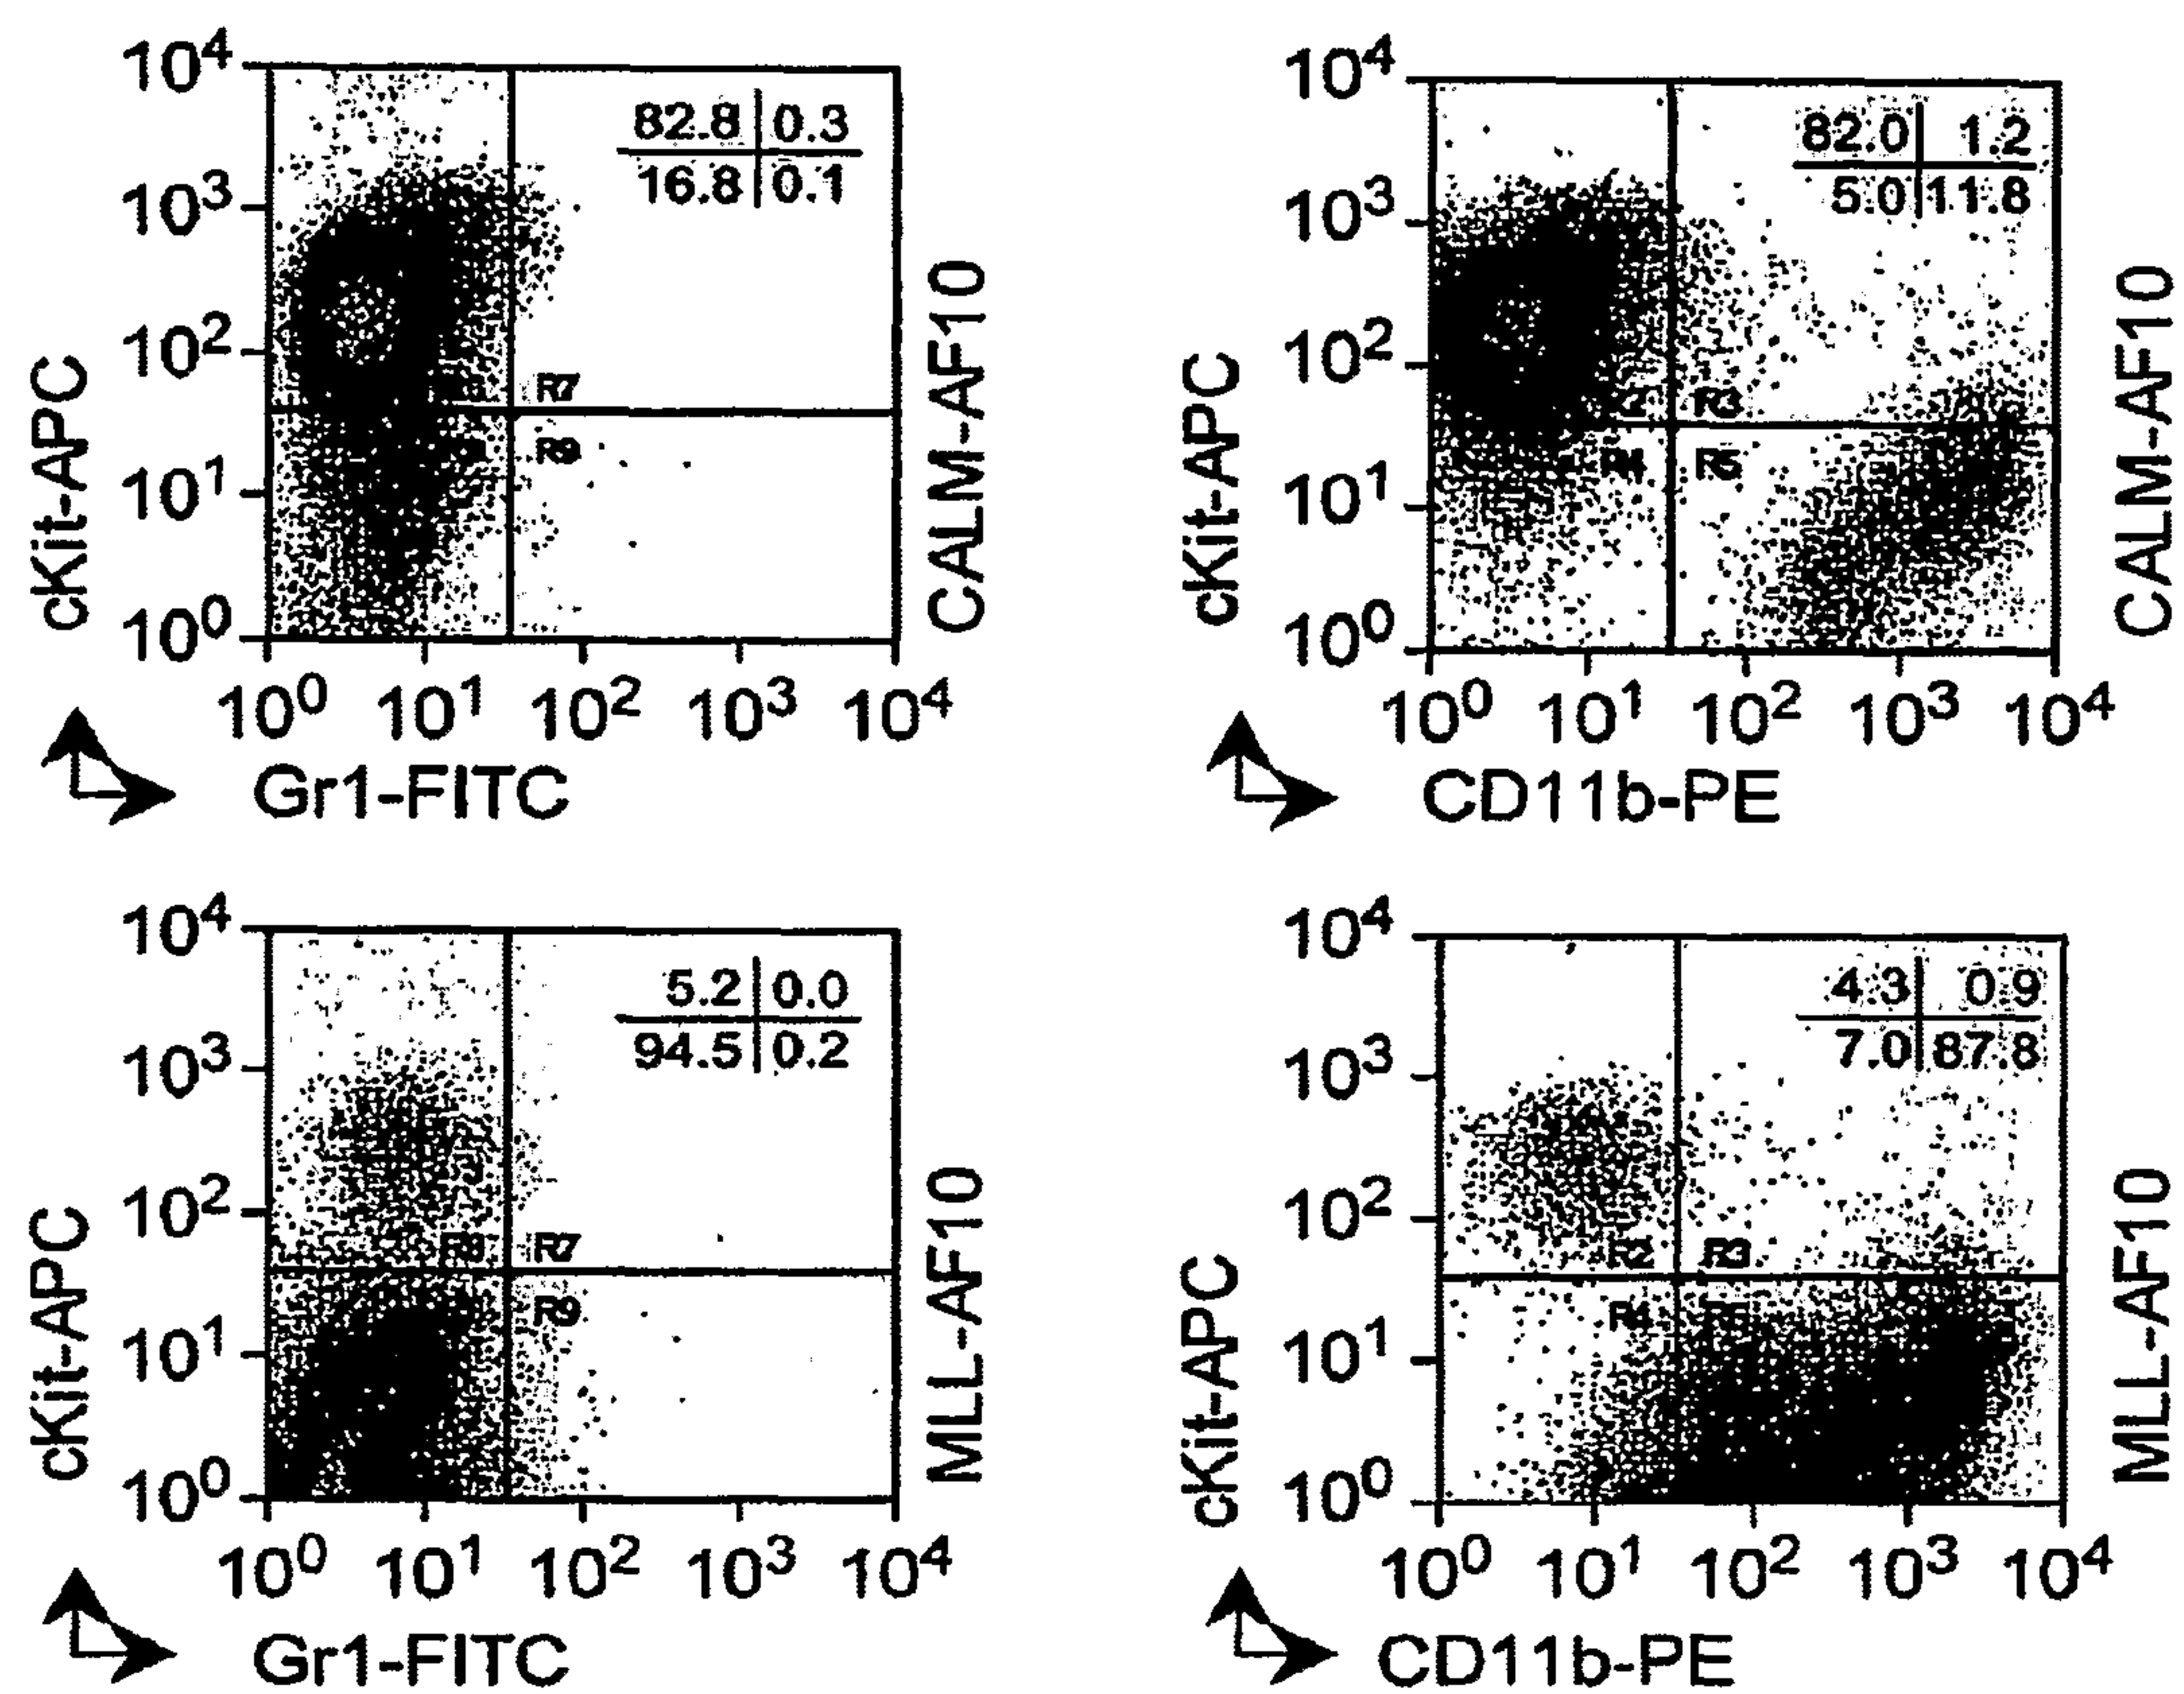 10⁴
82.8 0.3
16.8 0.1
10³
10²
R7
R9
10¹
10⁰
cKit-APC
CALM-AF10
10⁰ 10¹ 10² 10³ 10⁴
Gr1-FITC
10⁴
82.0 1.2
5.0 11.8
10³
10²
R3
R4 R5
10¹
10⁰
cKit-APC
CALM-AF10
10⁰ 10¹ 10² 10³ 10⁴
CD11b-PE
10⁴
5.2 0.0
94.5 0.2
10³
10²
R7
R9
10¹
10⁰
cKit-APC
MLL-AF10
10⁰ 10¹ 10² 10³ 10⁴
Gr1-FITC
10⁴
4.3 0.9
7.0 87.8
10³
10²
R2 R3
R4
10¹
10⁰
cKit-APC
MLL-AF10
10⁰ 10¹ 10² 10³ 10⁴
CD11b-PE